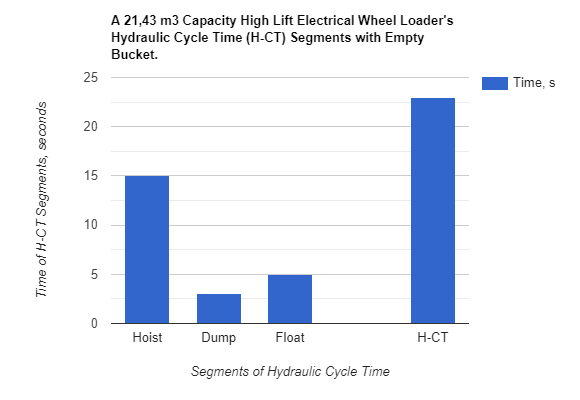 A 21,43 m3 Capacity High Lift Electrical Wheel Loader's
Hydraulic Cycle Time (H-CT) Segments with Empty
Bucket.
Time, s
Time of H-CT Segments, seconds
25
20
15
10
5
0
Hoist Dump Float H-CT
Segments of Hydraulic Cycle Time